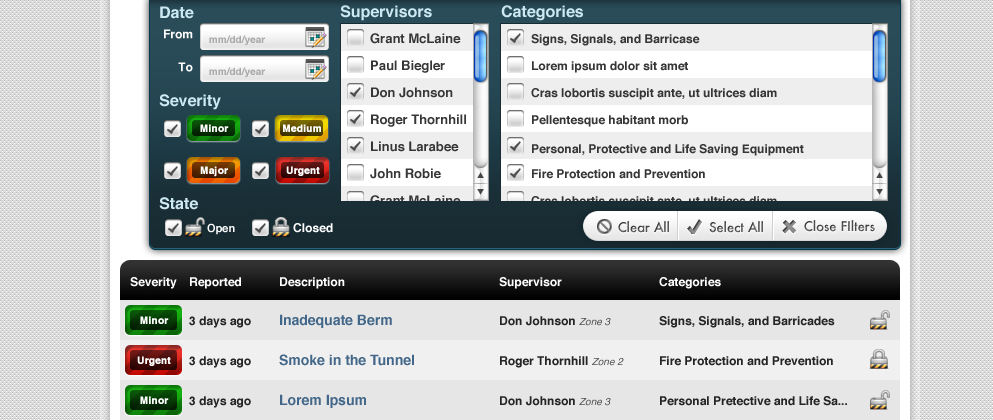 Date
From
mm/dd/year
To
mm/dd/year
Severity
Minor
Medium
Major
Urgent
State
Open
Closed
Supervisors
Grant McLaine
Paul Biegler
Don Johnson
Roger Thornhill
Linus Larabee
John Robie
Grant McLaine
Categories
Signs, Signals, and Barricase
Lorem ipsum dolor sit amet
Cras lobortis suscipit ante, ut ultrices diam
Pellentesque habitant morb
Personal, Protective and Life Saving Equipment
Fire Protection and Prevention
Cras lobortis suscipit ante, ut ultrices diam
Clear All
Select All
Close FIlters
Severity Reported Description Supervisor Categories
Minor 3 days ago Inadequate Berm Don Johnson Zone 3 Signs, Signals, and Barricades
Urgent 3 days ago Smoke in the Tunnel Roger Thornhill Zone 2 Fire Protection and Prevention
Minor 3 days ago Lorem Ipsum Don Johnson Zone 3 Personal Pretective and Life Sa...